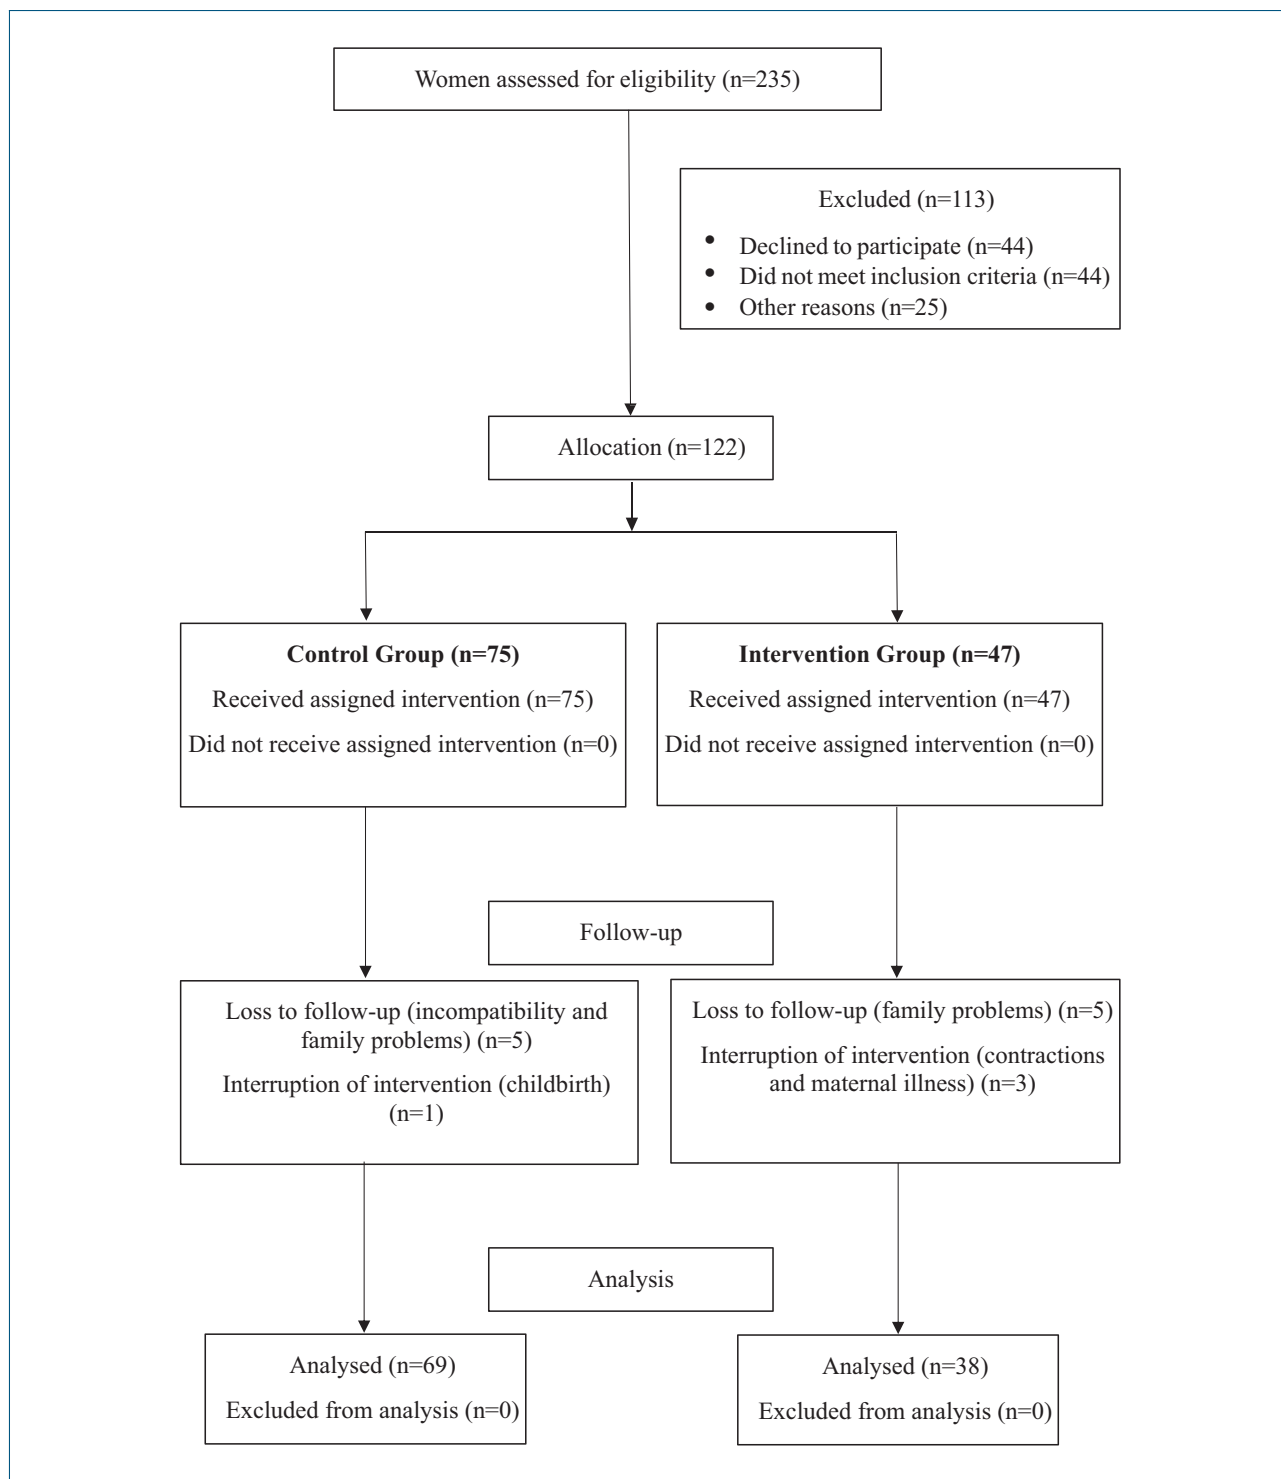 Women assessed for eligibility (n=235)
Excluded (n=113)
• Declined to participate (n=44)
• Did not meet inclusion criteria (n=44)
• Other reasons (n=25)
Allocation (n=122)
Control Group (n=75)
Received assigned intervention (n=75)
Did not receive assigned intervention (n=0)
Intervention Group (n=47)
Received assigned intervention (n=47)
Did not receive assigned intervention (n=0)
Follow-up
Loss to follow-up (incompatibility and
family problems) (n=5)
Interruption of intervention (childbirth)
(n=1)
Loss to follow-up (family problems) (n=5)
Interruption of intervention (contractions
and maternal illness) (n=3)
Analysis
Analysed (n=69)
Excluded from analysis (n=0)
Analysed (n=38)
Excluded from analysis (n=0)